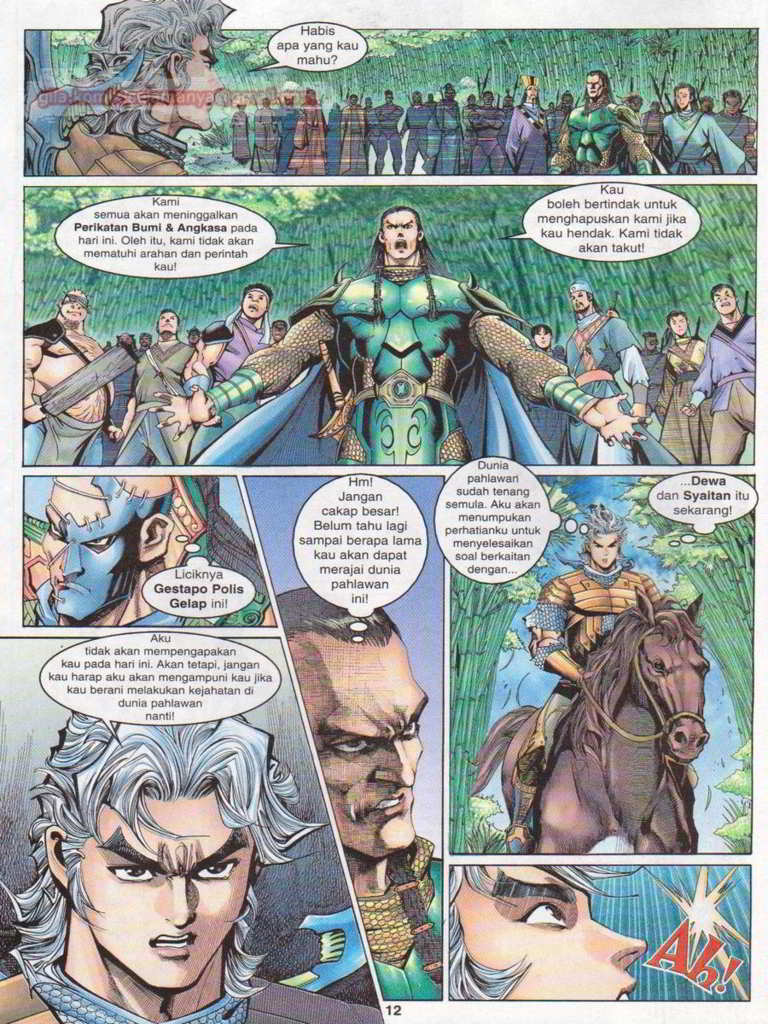 Habis
apa yang kau
mahu?
Kami
semua akan meninggalkan
Perikatan Bumi & Angkasa pada
hari ini. Oleh itu, kami tidak akan
mematuhi arahan dan perintah
kau!
Kau
boleh bertindak untuk
menghapuskan kami jika
kau hendak. Kami tidak
akan takut!
Liciknya
Gestapo Polis
Gelap ini!
Aku
tidak akan mempengapakan
kau pada hari ini. Akan tetapi, jangan
kau harap aku akan mengampuni kau jika
kau berani melakukan kejahatan di
dunia pahlawan
nanti!
Hm!
Jangan
cakap besar!
Belum tahu lagi
sampai berapa lama
kau akan dapat
merajai dunia
pahlawan
ini!
Dunia
pahlawan
sudah tenang
semula. Aku akan
menumpukan
perhatianku untuk
menyelesaikan
soal berkaitan
dengan...
...Dewa
dan Syaitan itu
sekarang!
Ah!
12